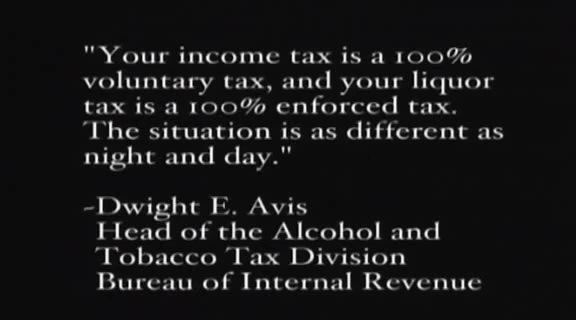 "Your income tax is a 100%
voluntary tax, and your liquor
tax is a 100% enforced tax.
The situation is as different as
night and day."
-Dwight E. Avis
Head of the Alcohol and
Tobacco Tax Division
Bureau of Internal Revenue